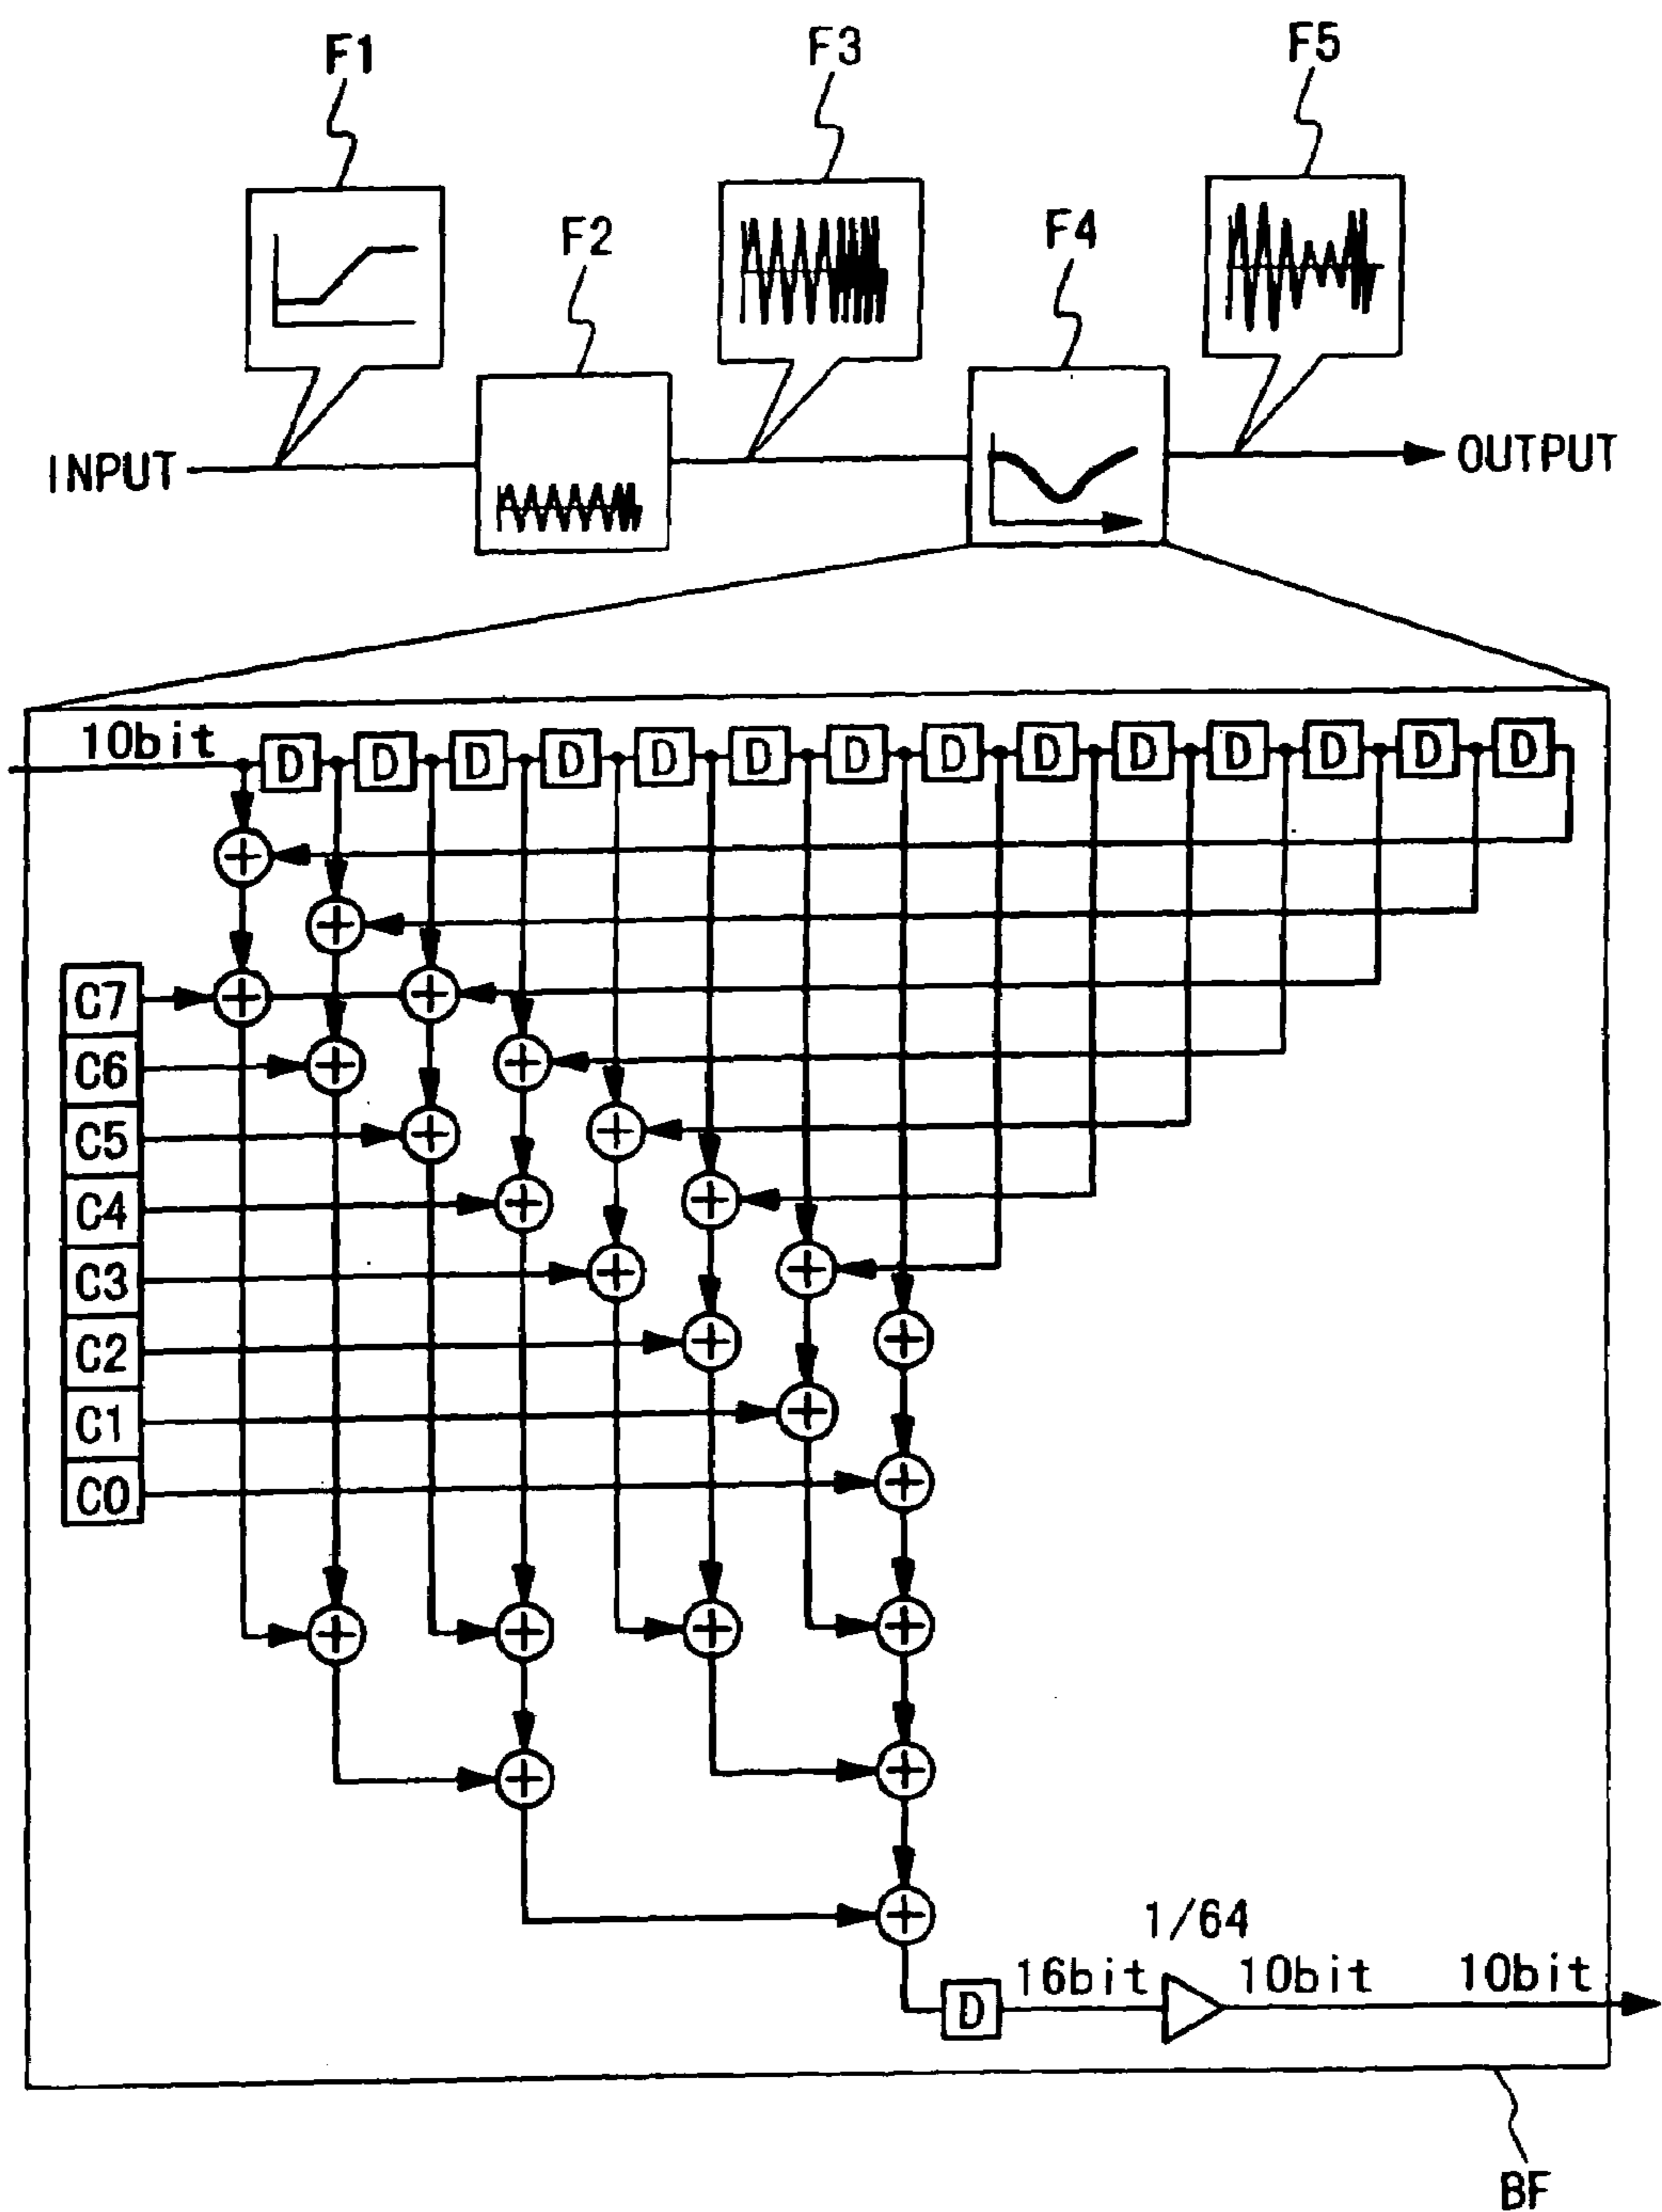 F1
F3
F5
F2
F4
INPUT
OUTPUT
10bit
D D D D D D D D D D D D D D
C7
C6
C5
C4
C3
C2
C1
C0
1/64
D
16bit
10bit
10bit
BF